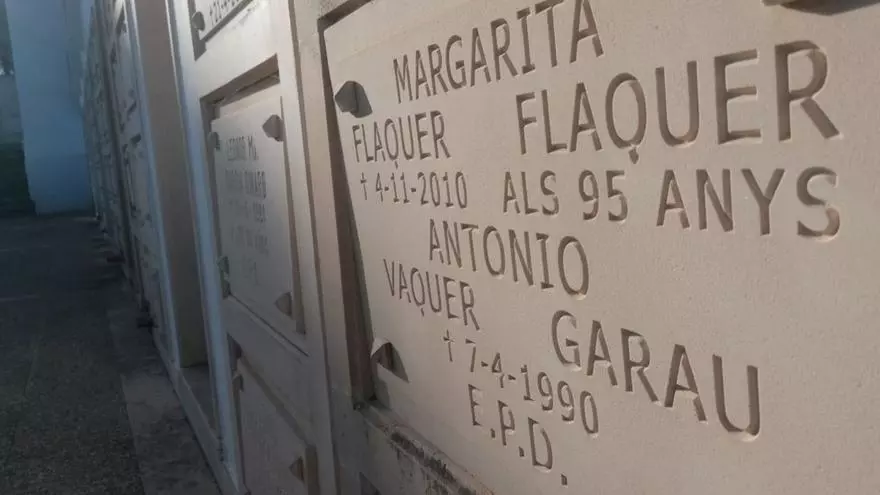 MARGARITA
FLAQUER FLAQUER
✝ 4-11-2010 ALS 95 ANYS
ANTONIO
VAQUER GARAU
✝ 7-4-1990
E.P.D.